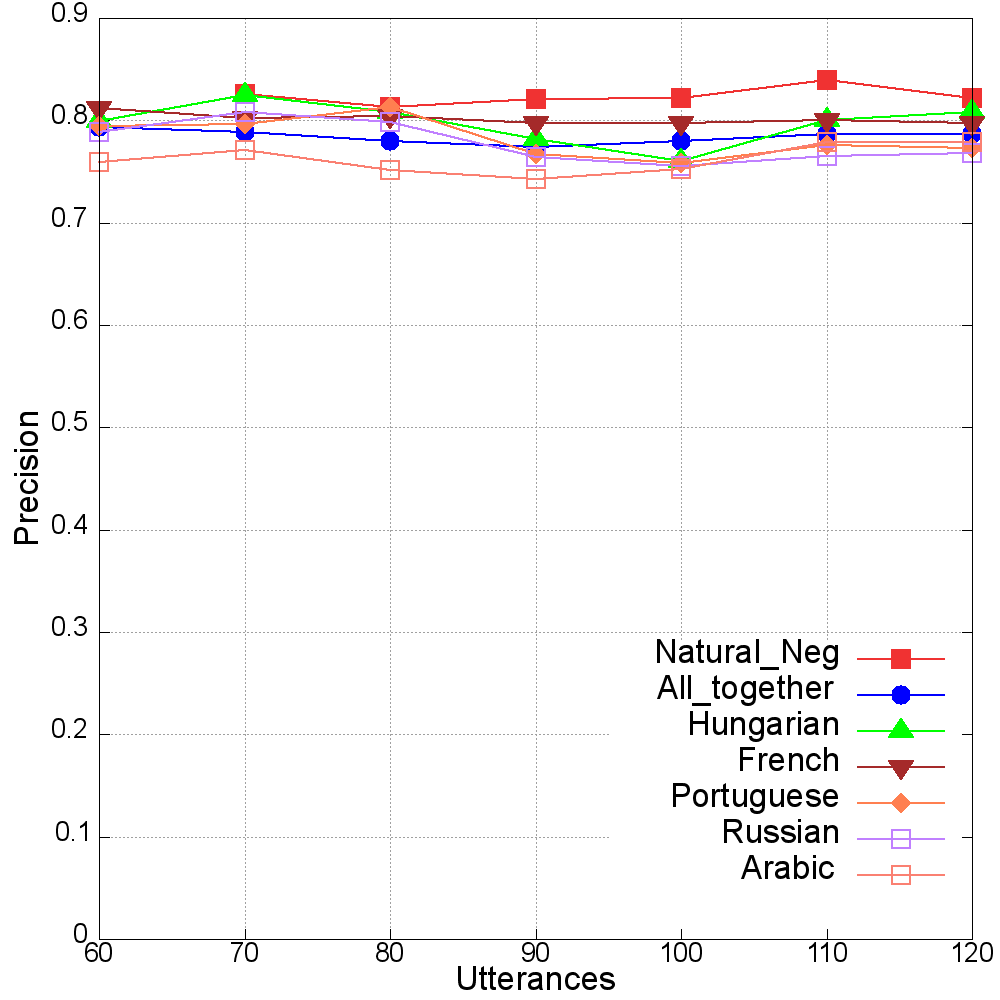 0.9
0.8
0.7
0.6
0.5
0.4
0.3
0.2
0.1
0
Precision
Natural_Neg
All_together
Hungarian
French
Portuguese
Russian
Arabic
60 70 80 90 100 110 120
Utterances